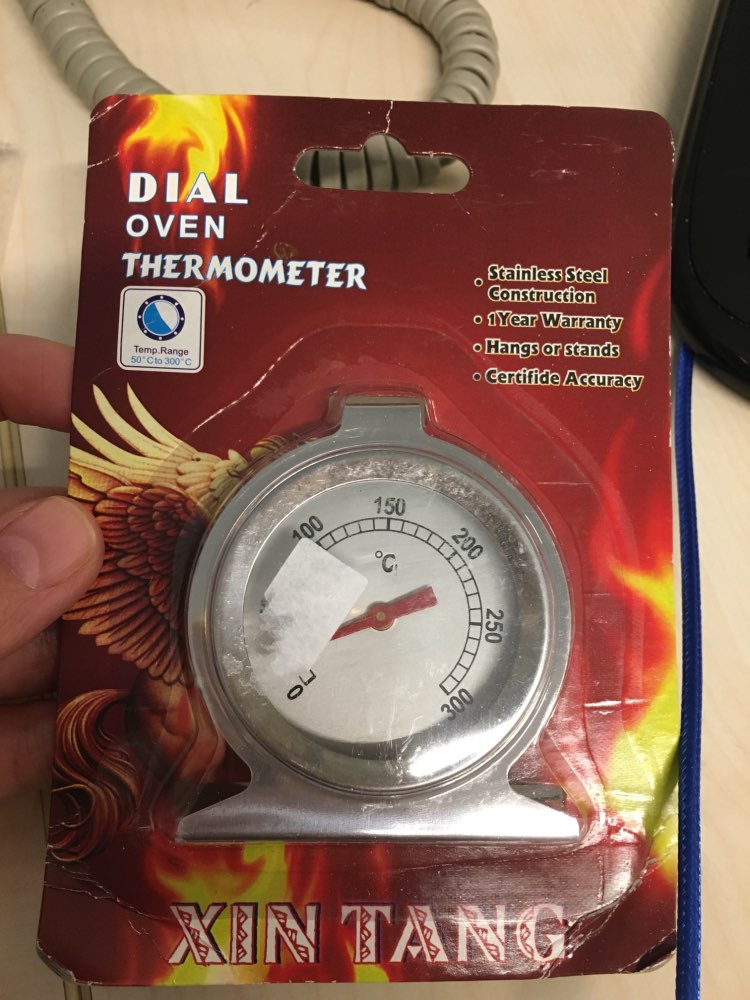 DIAL
OVEN
THERMOMETER
Temp.Range
50°C to 300°C
• Stainless Steel
Construction
• 1Year Warranty
• Hangs or stands
• Certifide Accuracy
0
100
150
200
250
300
°C
XIN TANG